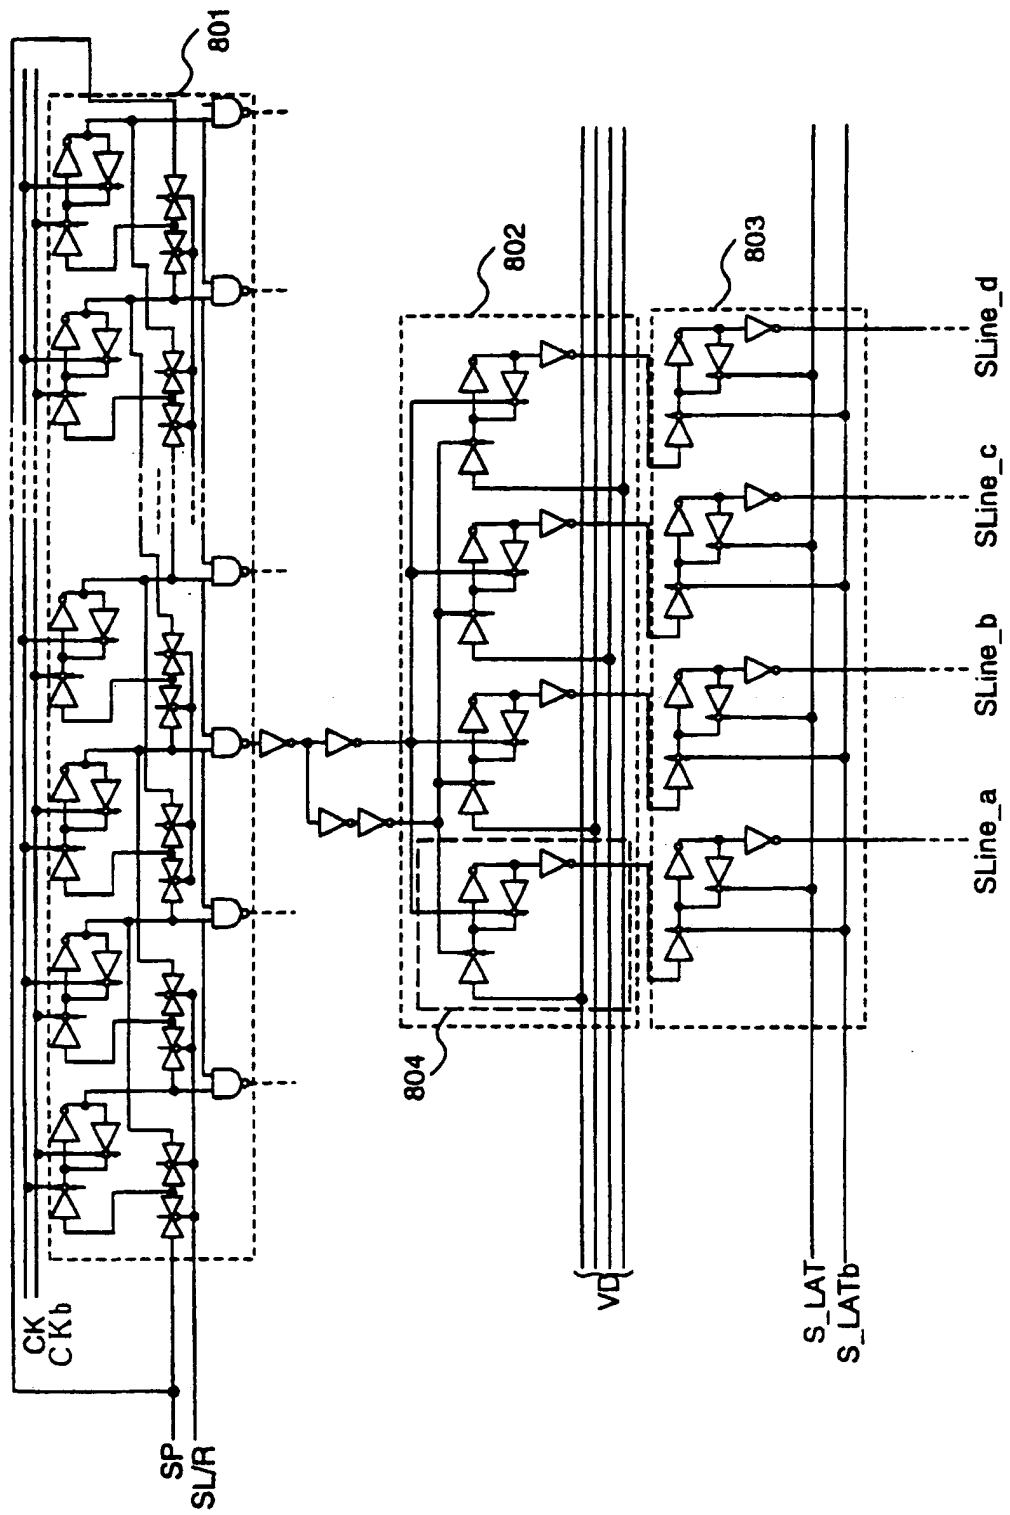 801
CK
CKb
SP
SL/R
802
804
VD
803
S_LAT
S_LATb
SLine_a
SLine_b
SLine_c
SLine_d